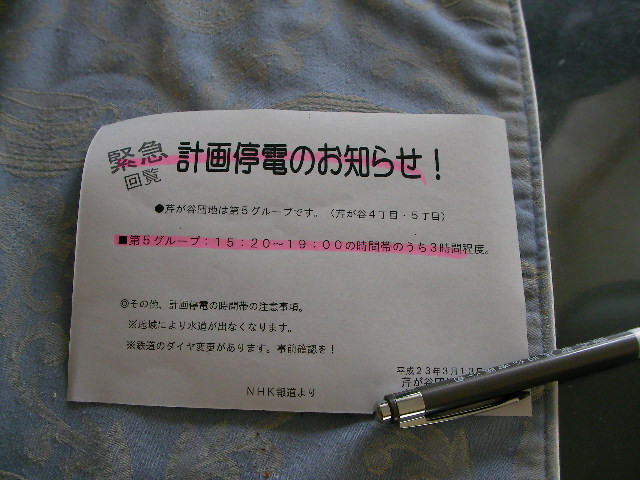 緊急
回覧
計画停電のお知らせ！
●芹が谷団地は第５グループです。（芹が谷４丁目・５丁目）
■第５グループ：１５：２０～１９：００の時間帯のうち３時間程度。
◎その他、計画停電の時間帯の注意事項。
※地域により水道が出なくなります。
※鉄道のダイヤ変更があります。事前確認を！
平成２３年３月１３日
芹が谷団地
ＮＨＫ報道より